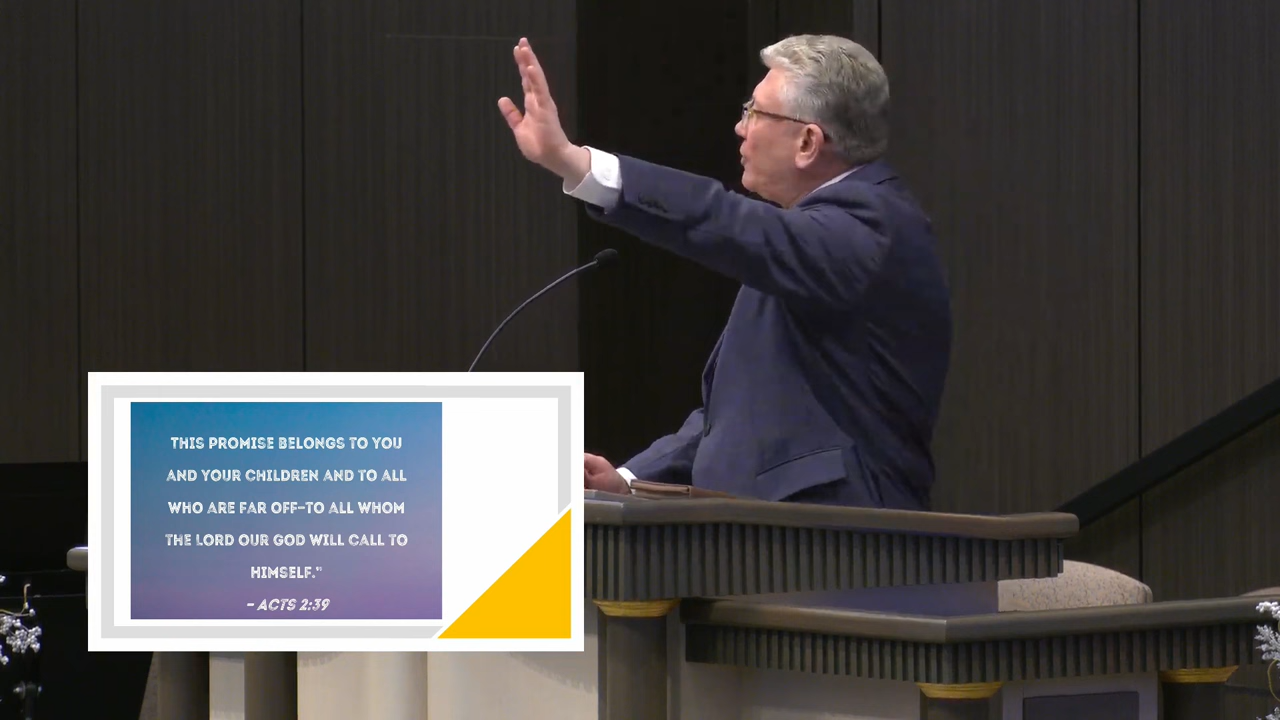 THIS PROMISE BELONGS TO YOU
AND YOUR CHILDREN AND TO ALL
WHO ARE FAR OFF-TO ALL WHOM
THE LORD OUR GOD WILL CALL TO
HIMSELF."
- ACTS 2:39